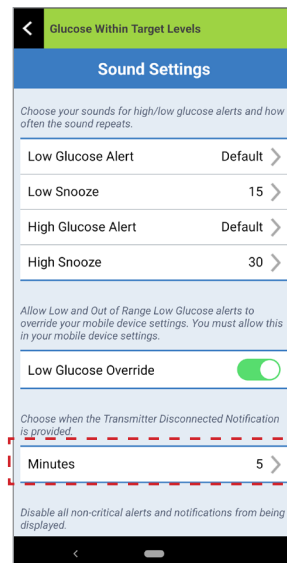 Glucose Within Target Levels
Sound Settings
Choose your sounds for high/low glucose alerts and how
often the sound repeats.
Low Glucose Alert Default
Low Snooze 15
High Glucose Alert Default
High Snooze 30
Allow Low and Out of Range Low Glucose alerts to
override your mobile device settings. You must allow this
in your mobile device settings.
Low Glucose Override
Choose when the Transmitter Disconnected Notification
is provided.
Minutes 5
Disable all non-critical alerts and notifications from being
displayed.